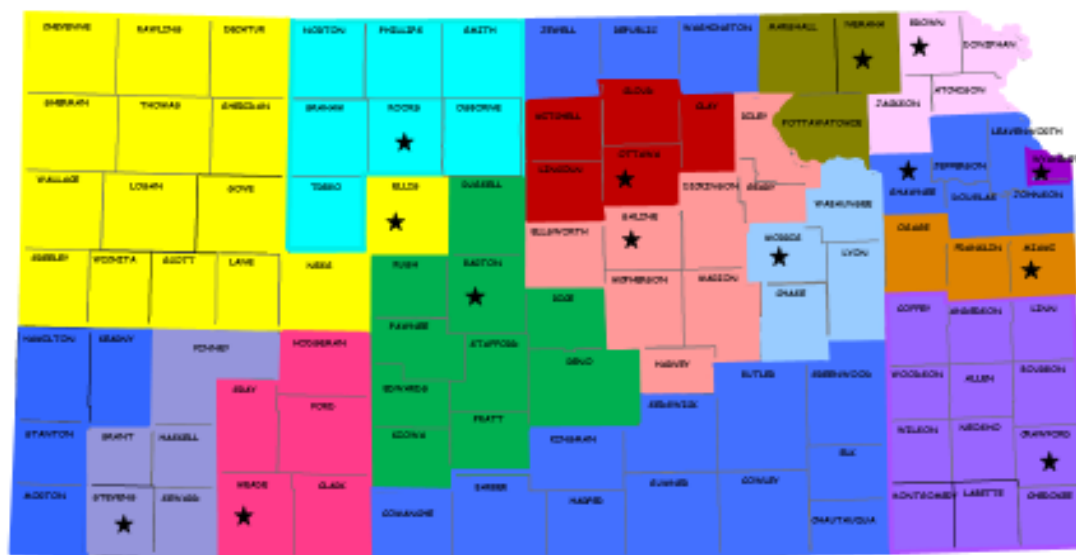 CHEYENNE RAWLINS DECATUR NORTON PHILLIPS SMITH JEWELL REPUBLIC WASHINGTON MARSHALL NEMAHA BROWN DONIPHAN
SHERMAN THOMAS SHERIDAN GRAHAM ROOKS OSBORNE MITCHELL CLOUD CLAY RILEY POTTAWATOMIE JACKSON ATCHISON
LEAVENWORTH
WALLACE LOGAN GOVE TREGO ELLIS RUSSELL LINCOLN OTTAWA DICKINSON GEARY WABAUNSEE SHAWNEE JEFFERSON DOUGLAS JOHNSON
GREELEY WICHITA SCOTT LANE NESS RUSH BARTON ELLSWORTH SALINE MORRIS LYON OSAGE FRANKLIN MIAMI
HAMILTON KEARNY FINNEY HODGEMAN PAWNEE STAFFORD RICE MCPHERSON MARION CHASE COFFEY ANDERSON LINN
GRAY FORD EDWARDS RENO HARVEY BUTLER GREENWOOD WOODSON ALLEN BOURBON
STANTON GRANT HASKELL KIOWA PRATT KINGMAN SEDGWICK ELK WILSON NEOSHO CRAWFORD
MORTON STEVENS SEWARD MEADE CLARK COMANCHE BARBER HARPER SUMNER COWLEY CHAUTAUQUA MONTGOMERY LABETTE CHEROKEE